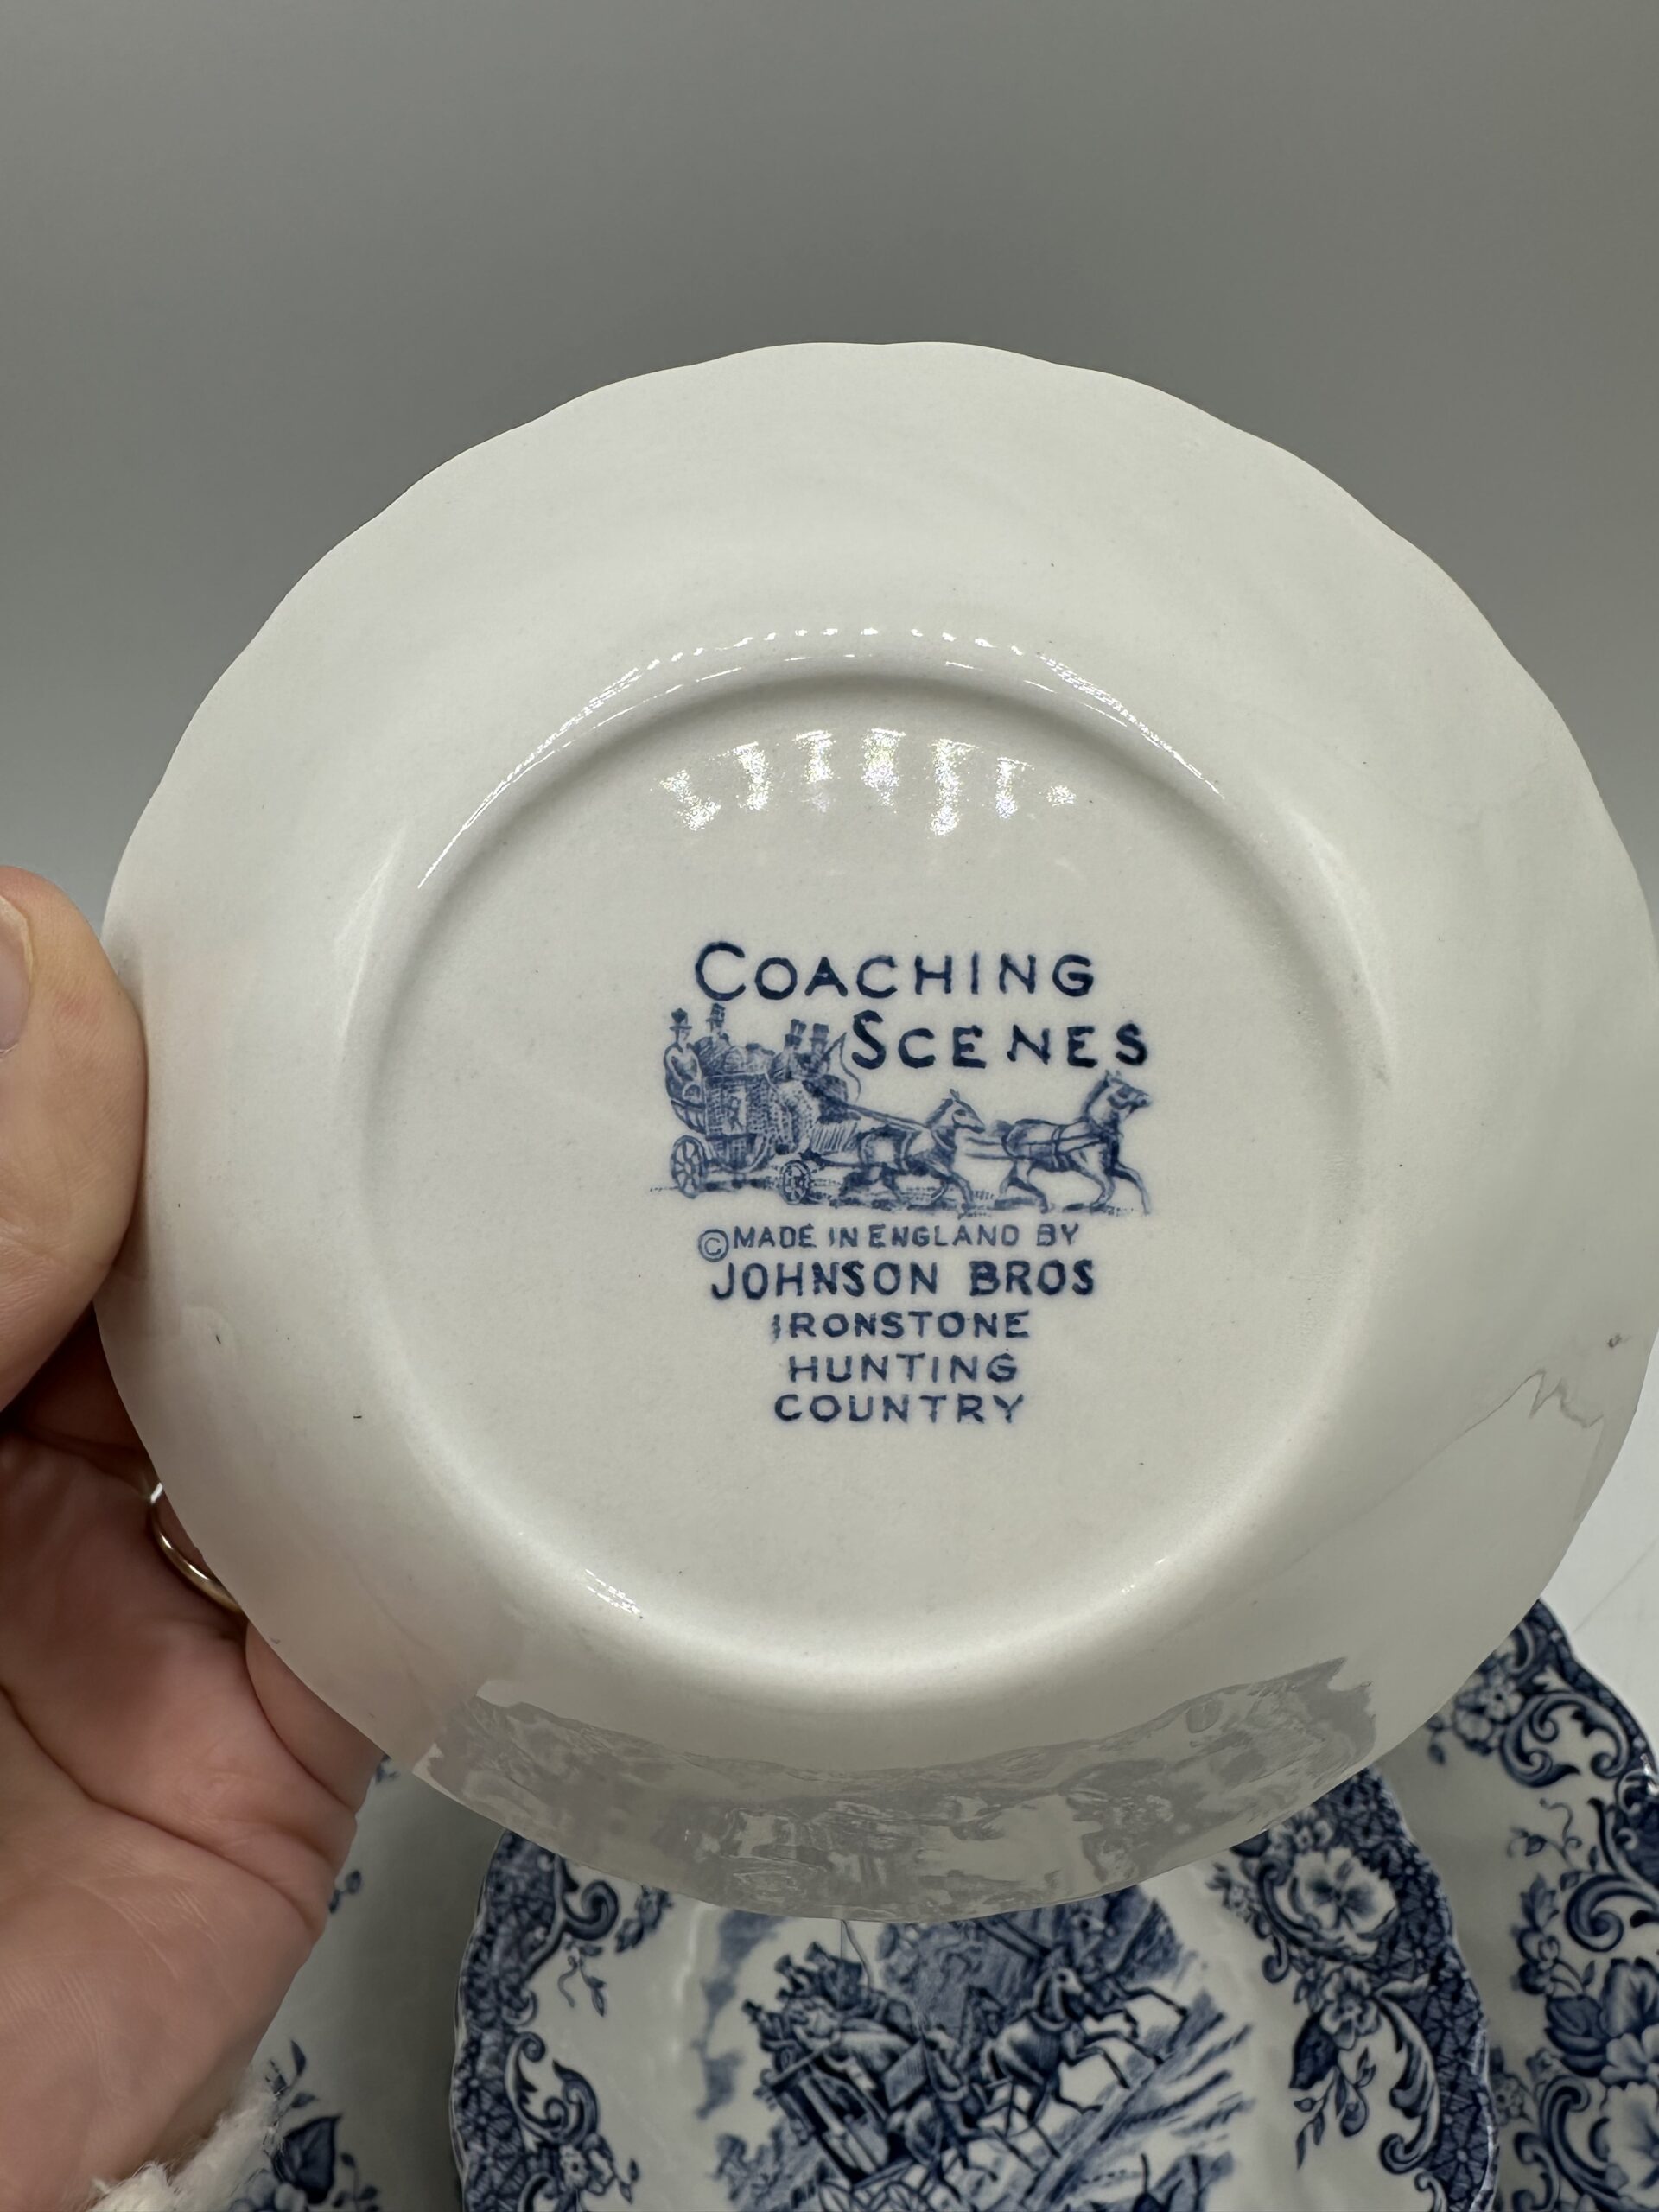 COACHING
SCENES
©MADE IN ENGLAND BY
JOHNSON BROS
IRONSTONE
HUNTING
COUNTRY